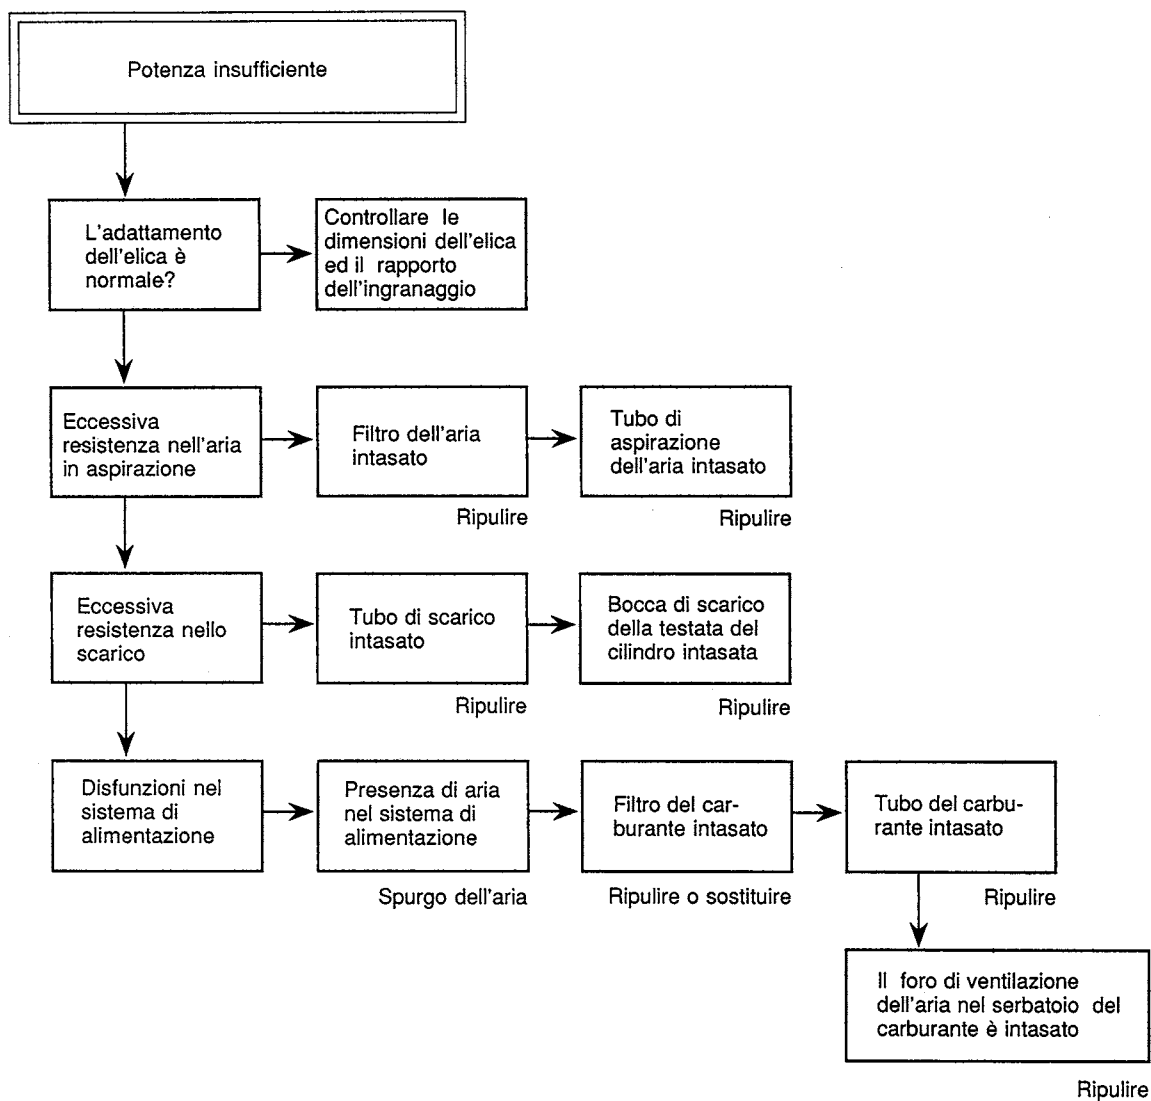 Potenza insufficiente
L'adattamento
dell'elica è
normale?
Controllare le
dimensioni dell'elica
ed il rapporto
dell'ingranaggio
Eccessiva
resistenza nell'aria
in aspirazione
Filtro dell'aria
intasato
Ripulire
Tubo di
aspirazione
dell'aria intasato
Ripulire
Eccessiva
resistenza nello
scarico
Tubo di scarico
intasato
Ripulire
Bocca di scarico
della testata del
cilindro intasata
Ripulire
Disfunzioni nel
sistema di
alimentazione
Presenza di aria
nel sistema di
alimentazione
Spurgo dell'aria
Filtro del car-
burante intasato
Ripulire o sostituire
Tubo del carbu-
rante intasato
Ripulire
Il foro di ventilazione
dell'aria nel serbatoio del
carburante è intasato
Ripulire